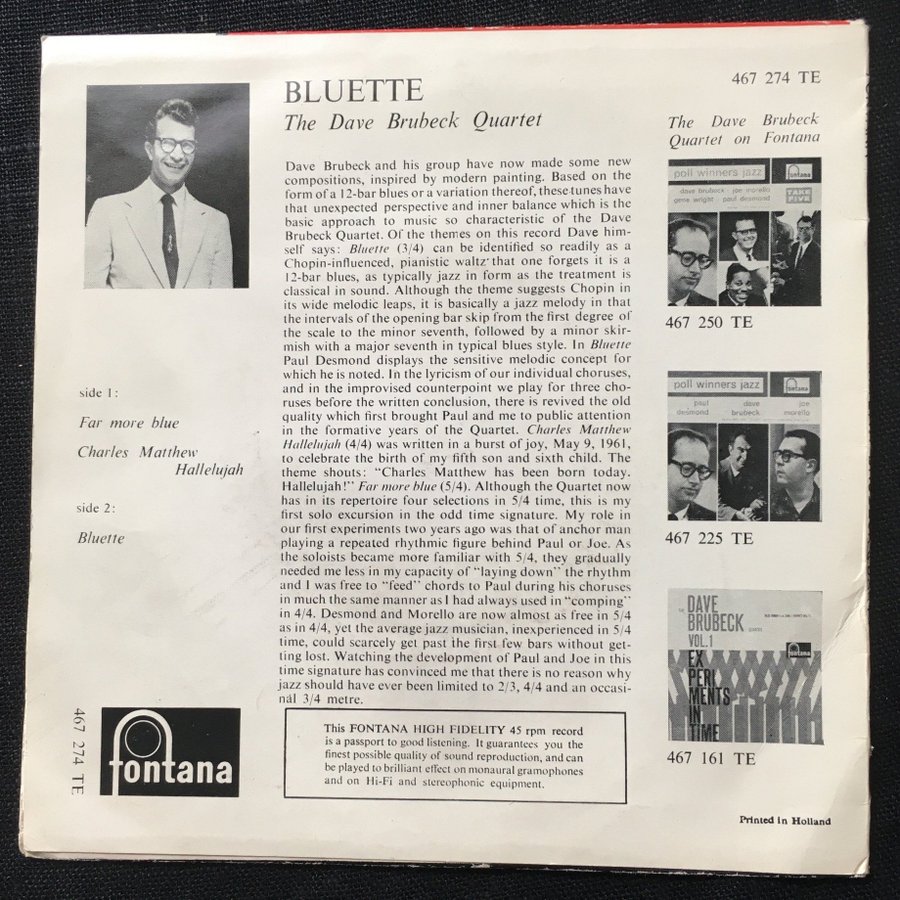 BLUETTE
The Dave Brubeck Quartet
467 274 TE
Dave Brubeck and his group have now made some new
compositions, inspired by modern painting. Based on the
form of a 12-bar blues or a variation thereof, these tunes have
that unexpected perspective and inner balance which is the
basic approach to music so characteristic of the Dave
Brubeck Quartet. Of the themes on this record Dave him-
self says: Bluette (3/4) can be identified so readily as a
Chopin-influenced, pianistic waltz that one forgets it is a
12-bar blues, as typically jazz in form as the treatment is
classical in sound. Although the theme suggests Chopin in
its wide melodic leaps, it is basically a jazz melody in that
the intervals of the opening bar skip from the first degree of
the scale to the minor seventh, followed by a minor skir-
mish with a major seventh in typical blues style. In Bluette
Paul Desmond displays the sensitive melodic concept for
which he is noted. In the lyricism of our individual choruses,
and in the improvised counterpoint we play for three cho-
ruses before the written conclusion, there is revived the old
quality which first brought Paul and me to public attention
in the formative years of the Quartet. Charles Matthew
Hallelujah (4/4) was written in a burst of joy, May 9, 1961,
to celebrate the birth of my fifth son and sixth child. The
theme shouts: "Charles Matthew has been born today.
Hallelujah!" Far more blue (5/4). Although the Quartet now
has in its repertoire four selections in 5/4 time, this is my
first solo excursion in the odd time signature. My role in
our first experiments two years ago was that of anchor man
playing a repeated rhythmic figure behind Paul or Joe. As
the soloists became more familiar with 5/4, they gradually
needed me less in my capacity of "laying down" the rhythm
and I was free to "feed" chords to Paul during his choruses
in much the same manner as I had always used in "comping"
in 4/4. Desmond and Morello are now almost as free in 5/4
as in 4/4, yet the average jazz musician, inexperienced in 5/4
time, could scarcely get past the first few bars without get-
ting lost. Watching the development of Paul and Joe in this
time signature has convinced me that there is no reason why
jazz should have ever been limited to 2/3, 4/4 and an occasi-
nal 3/4 metre.
side 1:
Far more blue
Charles Matthew
Hallelujah
side 2:
Bluette
467 274 TE
fontana
This FONTANA HIGH FIDELITY 45 rpm record
is a passport to good listening. It guarantees you the
finest possible quality of sound reproduction, and can
be played to brilliant effect on monaural gramophones
and on Hi-Fi and stereophonic equipment.
The Dave Brubeck
Quartet on Fontana
poll winners jazz
fontana
dave brubeck - joe morello
gene wright - paul desmond
TAKE
FIVE
467 250 TE
poll winners jazz
fontana
paul desmond
dave brubeck
joe morello
467 225 TE
THE DAVE
BRUBECK
QUARTET
VOL.1
fontana
EX
PERI
MENTS
IN
TIME
467 161 TE
Printed in Holland